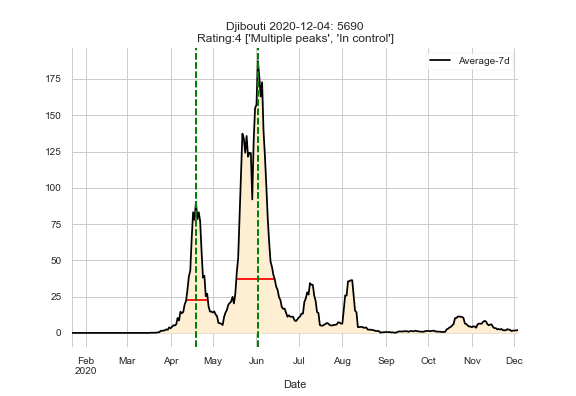 Djibouti 2020-12-04: 5690
Rating:4 ['Multiple peaks', 'In control']
Average-7d
175
150
125
100
75
50
25
0
Feb Mar Apr May Jun Jul Aug Sep Oct Nov Dec
2020
Date